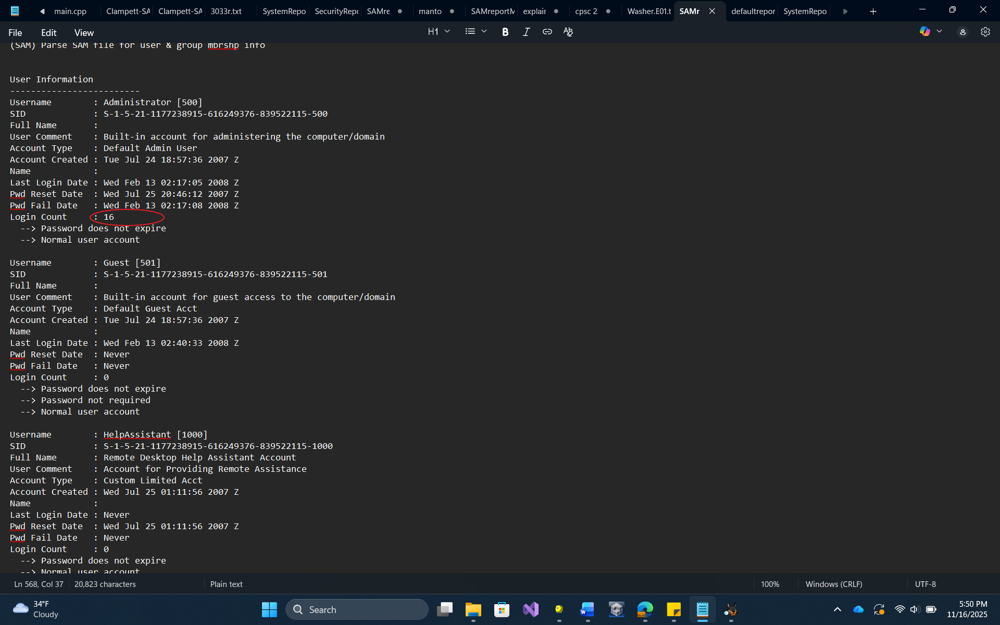 main.cpp Clampett-SA Clampett-SA 3033r.txt SystemRepo SecurityRepo SAMre manto SAMreportM explair cpsc 2 Washer.E01.t SAMr defaultrepor SystemRepo
File Edit View H1 B I
(SAM) Parse SAM file for user & group mbrshp info
User Information
-------------------------
Username : Administrator [500]
SID : S-1-5-21-1177238915-616249376-839522115-500
Full Name :
User Comment : Built-in account for administering the computer/domain
Account Type : Default Admin User
Account Created : Tue Jul 24 18:57:36 2007 Z
Name :
Last Login Date : Wed Feb 13 02:17:05 2008 Z
Pwd Reset Date : Wed Jul 25 20:46:12 2007 Z
Pwd Fail Date : Wed Feb 13 02:17:08 2008 Z
Login Count : 16
--> Password does not expire
--> Normal user account
Username : Guest [501]
SID : S-1-5-21-1177238915-616249376-839522115-501
Full Name :
User Comment : Built-in account for guest access to the computer/domain
Account Type : Default Guest Acct
Account Created : Tue Jul 24 18:57:36 2007 Z
Name :
Last Login Date : Wed Feb 13 02:40:33 2008 Z
Pwd Reset Date : Never
Pwd Fail Date : Never
Login Count : 0
--> Password does not expire
--> Password not required
--> Normal user account
Username : HelpAssistant [1000]
SID : S-1-5-21-1177238915-616249376-839522115-1000
Full Name : Remote Desktop Help Assistant Account
User Comment : Account for Providing Remote Assistance
Account Type : Custom Limited Acct
Account Created : Wed Jul 25 01:11:56 2007 Z
Name :
Last Login Date : Never
Pwd Reset Date : Wed Jul 25 01:11:56 2007 Z
Pwd Fail Date : Never
Login Count : 0
--> Password does not expire
--> Normal user account
Ln 568, Col 37 20,823 characters Plain text 100% Windows (CRLF) UTF-8
34°F
Cloudy
Search
5:50 PM
11/16/2025